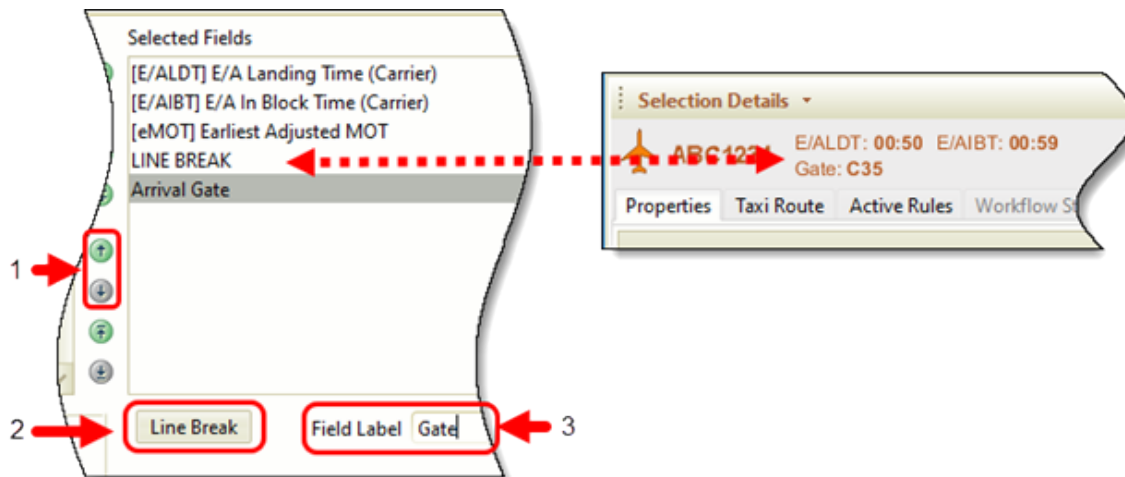 Selected Fields
[E/ALDT] E/A Landing Time (Carrier)
[E/AIBT] E/A In Block Time (Carrier)
[eMOT] Earliest Adjusted MOT
LINE BREAK
Arrival Gate
1
2
Line Break
Field Label Gate
3
Selection Details
ABC1234 E/ALDT: 00:50 E/AIBT: 00:59
Gate: C35
Properties Taxi Route Active Rules Workflow